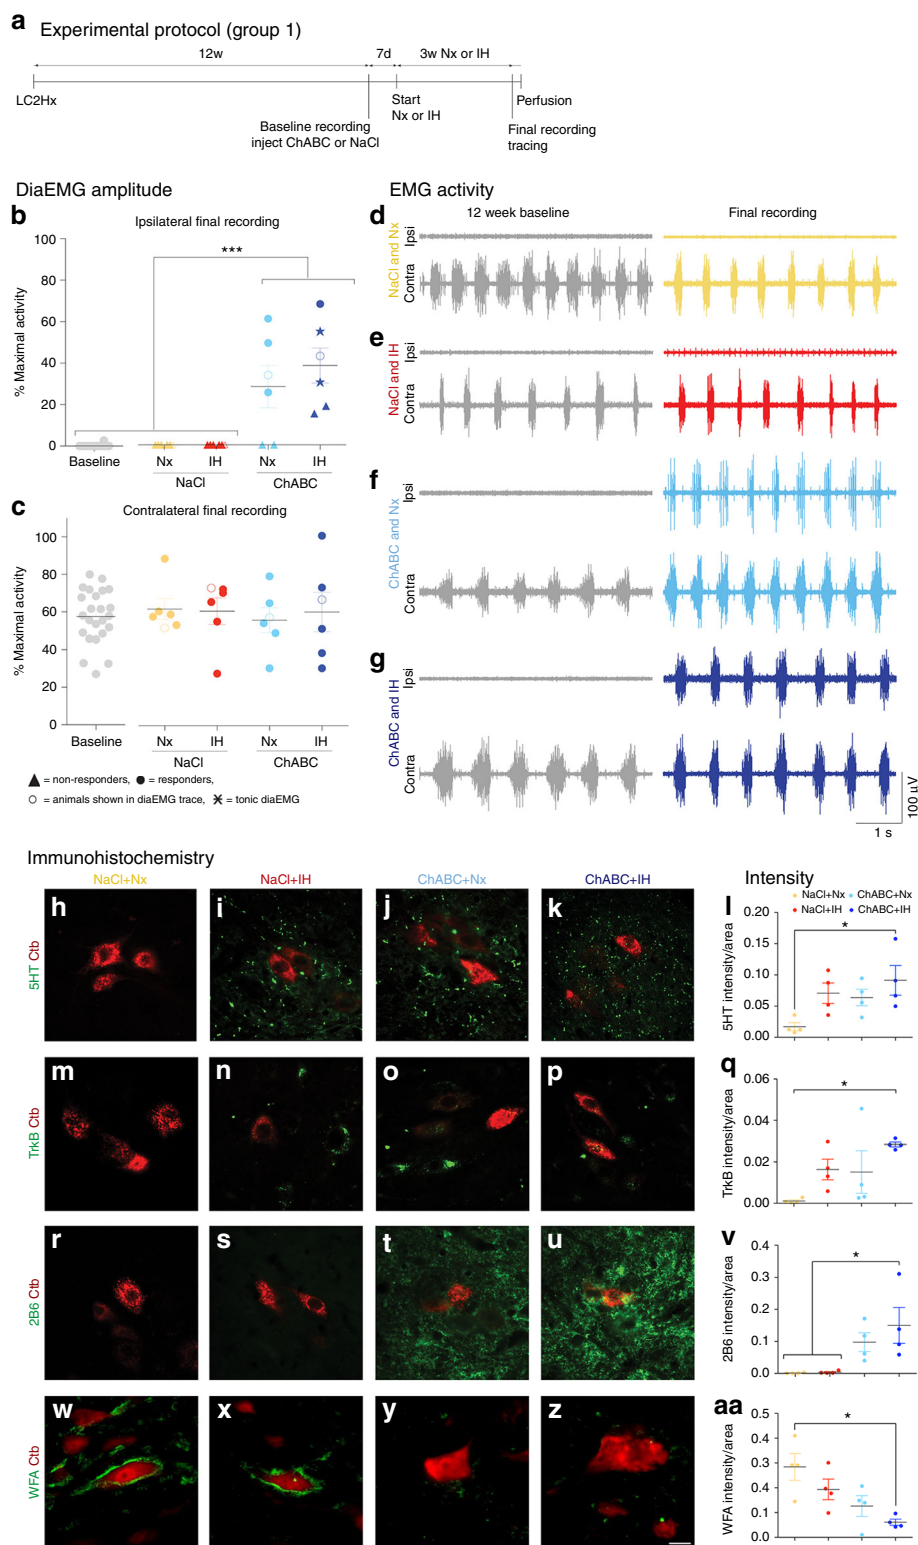 a
Experimental protocol (group 1)
12w
7d
3w Nx or IH
LC2Hx
Start
Nx or IH
Perfusion
Baseline recording
inject ChABC or NaCl
Final recording
tracing
DiaEMG amplitude
b
Ipsilateral final recording
% Maximal activity
100
80
60
40
20
0
***
Baseline
Nx
IH
Nx
IH
NaCl
ChABC
c
Contralateral final recording
% Maximal activity
100
80
60
40
20
0
Baseline
Nx
IH
Nx
IH
NaCl
ChABC
▲ = non-responders, ● = responders,
○ = animals shown in diaEMG trace, ✶ = tonic diaEMG
EMG activity
12 week baseline
Final recording
d
NaCl and Nx
Ipsi
Contra
e
NaCl and IH
Ipsi
Contra
f
ChABC and Nx
Ipsi
Contra
g
ChABC and IH
Ipsi
Contra
100 μV
1 s
Immunohistochemistry
NaCl+Nx
NaCl+IH
ChABC+Nx
ChABC+IH
5HT Ctb
h
i
j
k
TrkB Ctb
m
n
o
p
2B6 Ctb
r
s
t
u
WFA Ctb
w
x
y
z
Intensity
NaCl+Nx
ChABC+Nx
NaCl+IH
ChABC+IH
l
5HT intensity/area
0.20
0.15
0.10
0.05
0.00
*
q
TrkB intensity/area
0.06
0.04
0.02
0.00
*
v
2B6 intensity/area
0.4
0.3
0.2
0.1
0.0
*
aa
WFA intensity/area
0.5
0.4
0.3
0.2
0.1
0.0
*